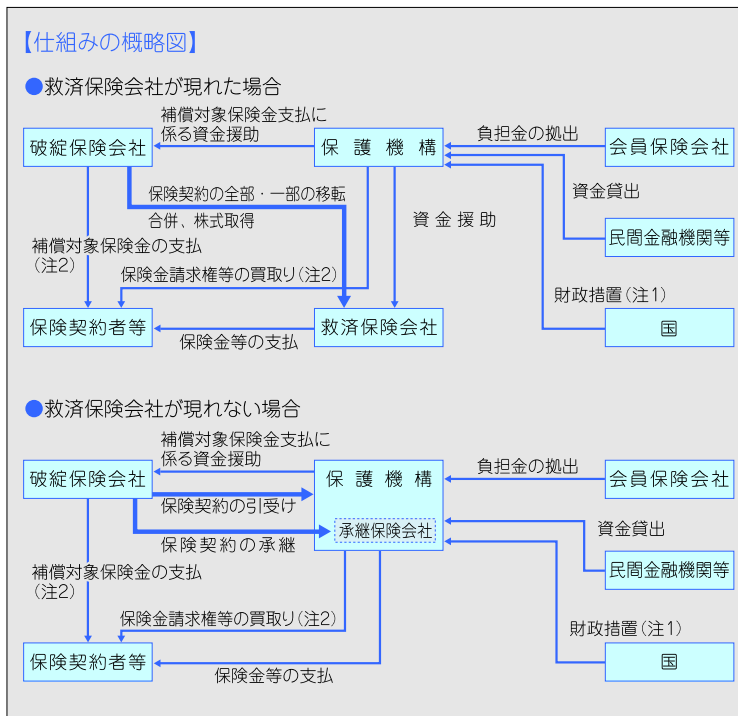 【仕組みの概略図】
●救済保険会社が現れた場合
補償対象保険金支払に
係る資金援助
負担金の拠出
破綻保険会社
保護機構
会員保険会社
保険契約の全部・一部の移転
合併、株式取得
資金援助
資金貸出
民間金融機関等
補償対象保険金の支払
(注2)
保険金請求権等の買取り(注2)
財政措置(注1)
保険契約者等
救済保険会社
国
保険金等の支払
●救済保険会社が現れない場合
補償対象保険金支払に
係る資金援助
負担金の拠出
破綻保険会社
保護機構
会員保険会社
保険契約の引受け
承継保険会社
資金貸出
保険契約の承継
補償対象保険金の支払
(注2)
民間金融機関等
保険金請求権等の買取り(注2)
財政措置(注1)
保険契約者等
国
保険金等の支払